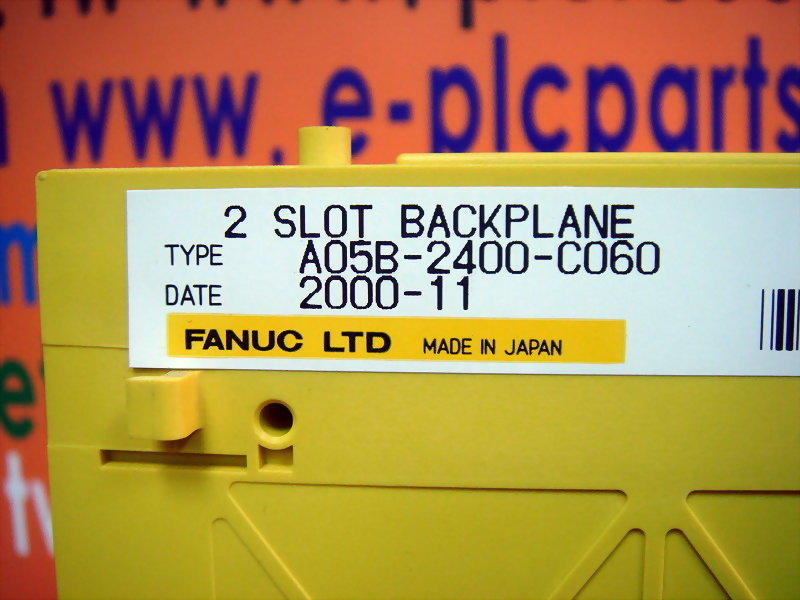 www.e-plcparts
2 SLOT BACKPLANE
TYPE A05B-2400-C060
DATE 2000-11
FANUC LTD MADE IN JAPAN